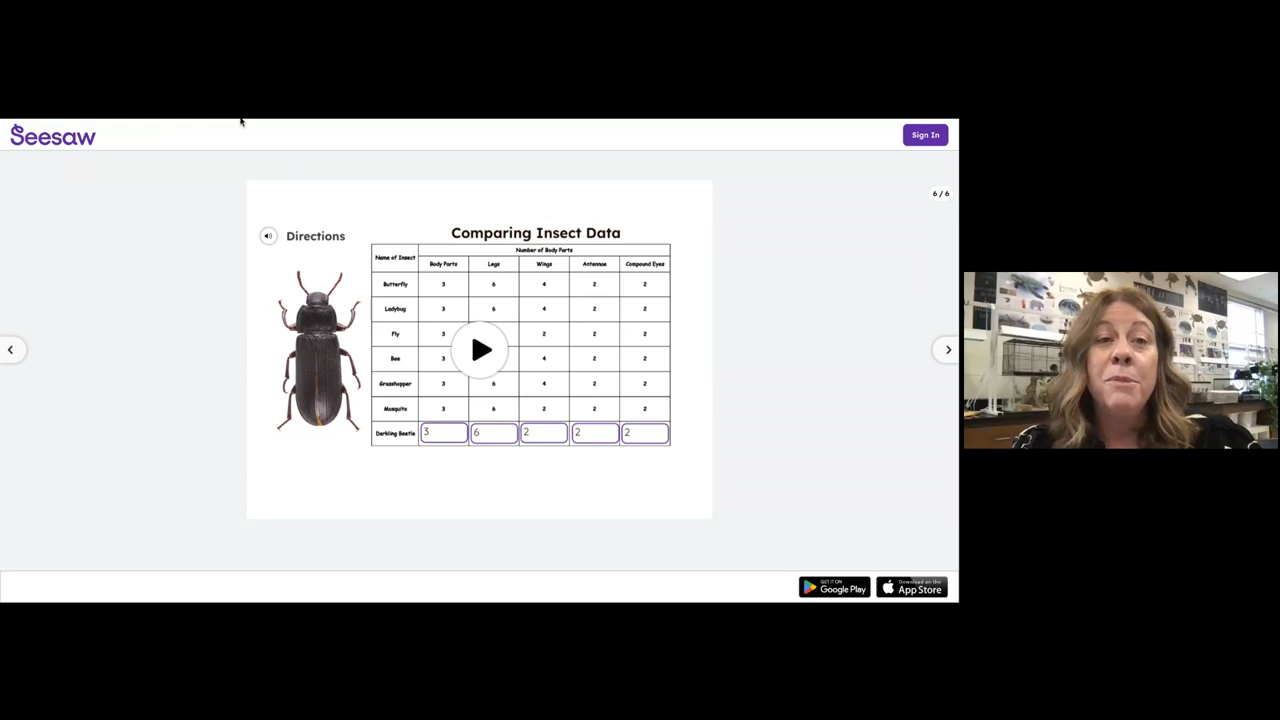 Seesaw
Sign In
6 / 6
Directions
Comparing Insect Data
Name of Insect
Number of Body Parts
Body Parts Legs Wings Antennae Compound Eyes
Butterfly 3 6 4 2 2
Ladybug 3 6 4 2 2
Fly 3 2 2 2
Bee 3 4 2 2
Grasshopper 3 6 4 2 2
Mosquito 3 6 2 2 2
Darkling Beetle 3 6 2 2 2
GET IT ON
Google Play
Download on the
App Store